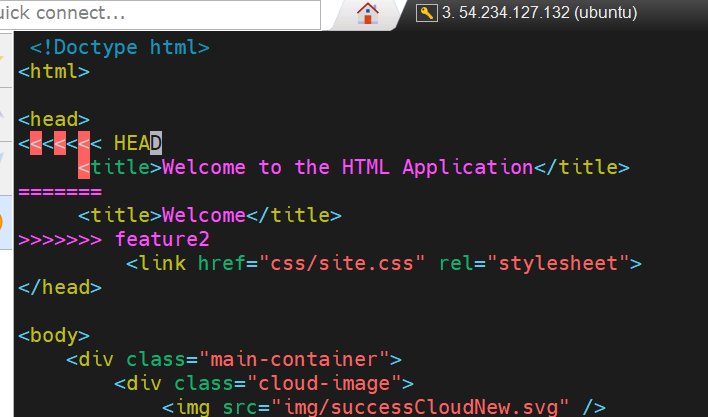 uick connect...
3. 54.234.127.132 (ubuntu)
<!Doctype html>
<html>
<head>
<<<<<<< HEAD
<title>Welcome to the HTML Application</title>
=======
<title>Welcome</title>
>>>>>>> feature2
<link href="css/site.css" rel="stylesheet">
</head>
<body>
<div class="main-container">
<div class="cloud-image">
<img src="img/successCloudNew.svg" />